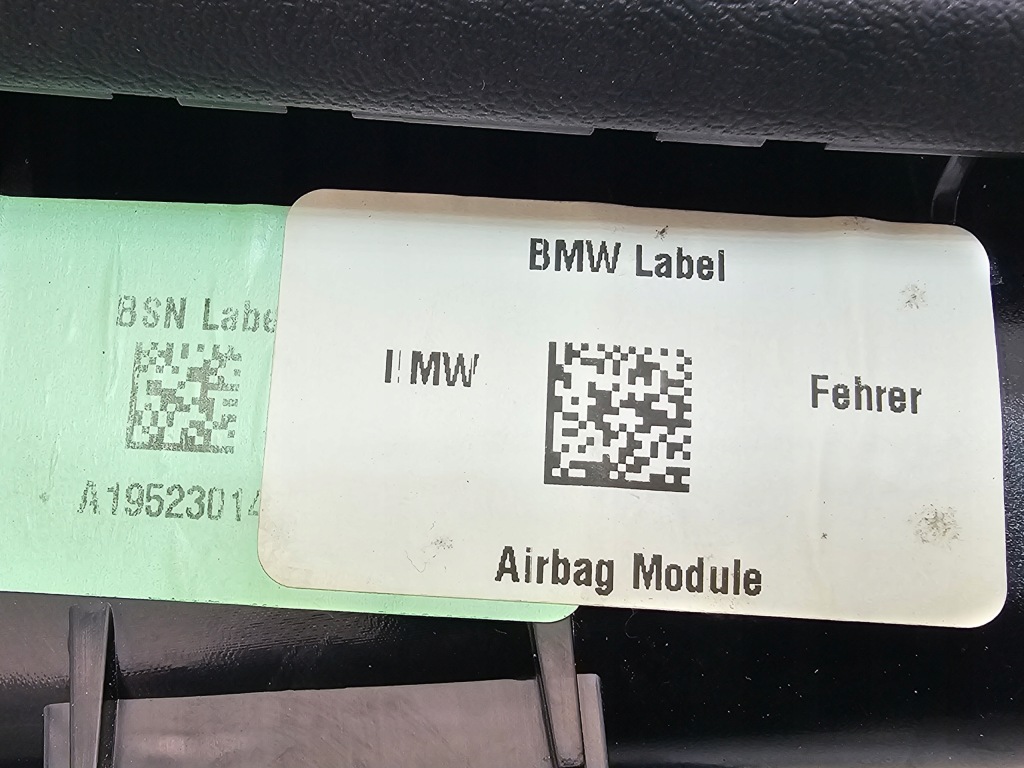 BSN Labe
A19523014
BMW Label
BMW
Fehrer
Airbag Module